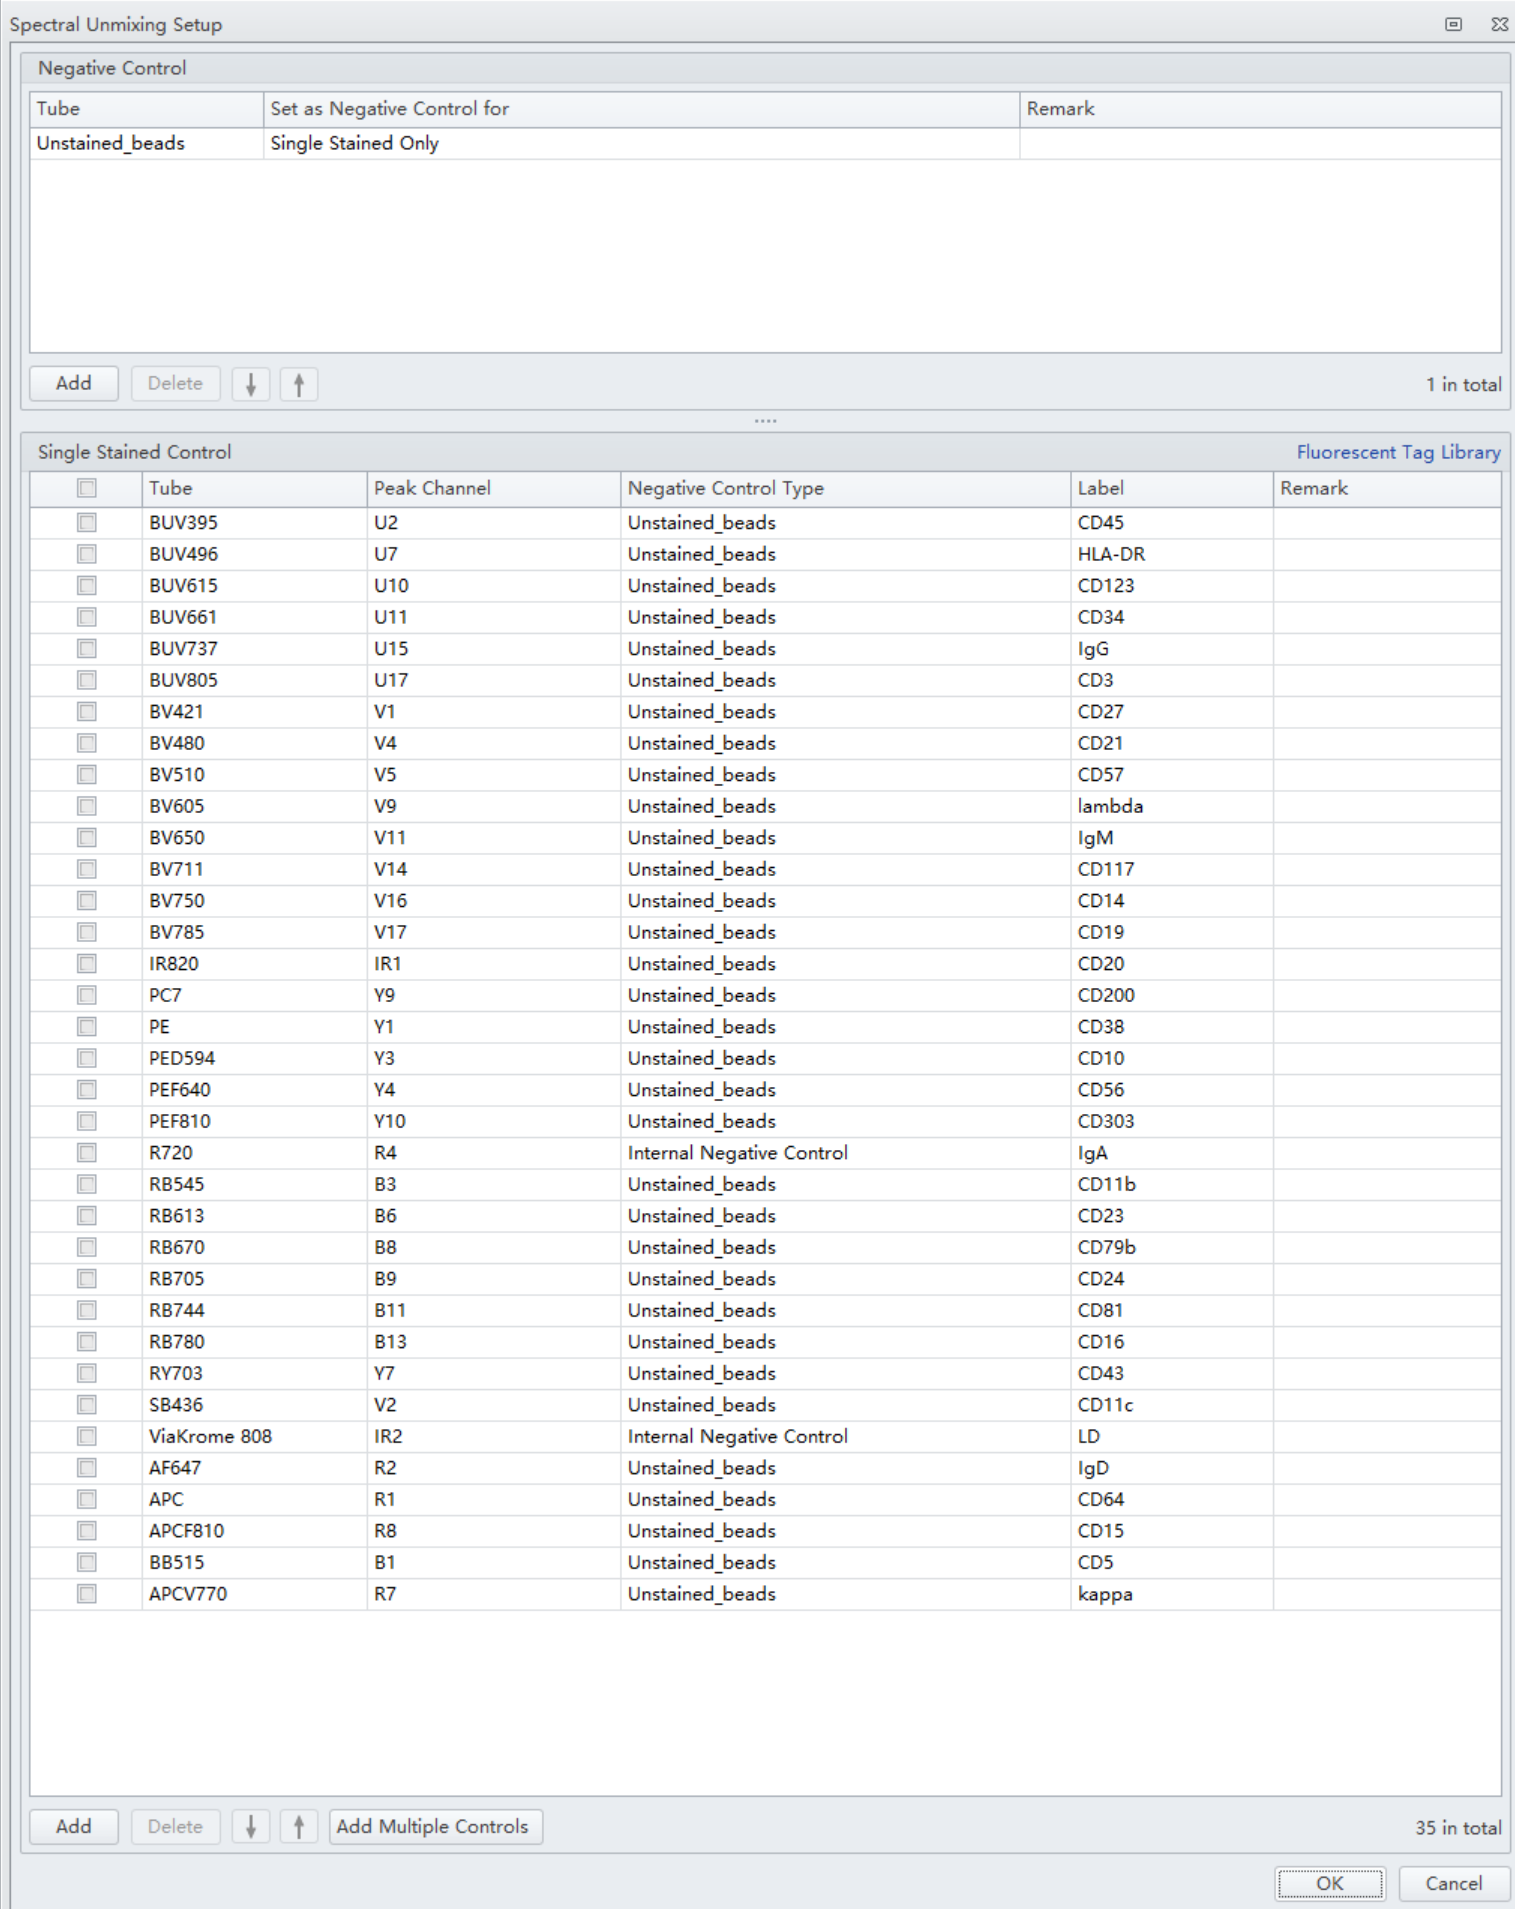 Spectral Unmixing Setup
Negative Control
Tube Set as Negative Control for Remark
Unstained_beads Single Stained Only
Add Delete 1 in total
Single Stained Control Fluorescent Tag Library
Tube Peak Channel Negative Control Type Label Remark
BUV395 U2 Unstained_beads CD45
BUV496 U7 Unstained_beads HLA-DR
BUV615 U10 Unstained_beads CD123
BUV661 U11 Unstained_beads CD34
BUV737 U15 Unstained_beads IgG
BUV805 U17 Unstained_beads CD3
BV421 V1 Unstained_beads CD27
BV480 V4 Unstained_beads CD21
BV510 V5 Unstained_beads CD57
BV605 V9 Unstained_beads lambda
BV650 V11 Unstained_beads IgM
BV711 V14 Unstained_beads CD117
BV750 V16 Unstained_beads CD14
BV785 V17 Unstained_beads CD19
IR820 IR1 Unstained_beads CD20
PC7 Y9 Unstained_beads CD200
PE Y1 Unstained_beads CD38
PED594 Y3 Unstained_beads CD10
PEF640 Y4 Unstained_beads CD56
PEF810 Y10 Unstained_beads CD303
R720 R4 Internal Negative Control IgA
RB545 B3 Unstained_beads CD11b
RB613 B6 Unstained_beads CD23
RB670 B8 Unstained_beads CD79b
RB705 B9 Unstained_beads CD24
RB744 B11 Unstained_beads CD81
RB780 B13 Unstained_beads CD16
RY703 Y7 Unstained_beads CD43
SB436 V2 Unstained_beads CD11c
ViaKrome 808 IR2 Internal Negative Control LD
AF647 R2 Unstained_beads IgD
APC R1 Unstained_beads CD64
APCF810 R8 Unstained_beads CD15
BB515 B1 Unstained_beads CD5
APCV770 R7 Unstained_beads kappa
Add Delete Add Multiple Controls 35 in total
OK Cancel